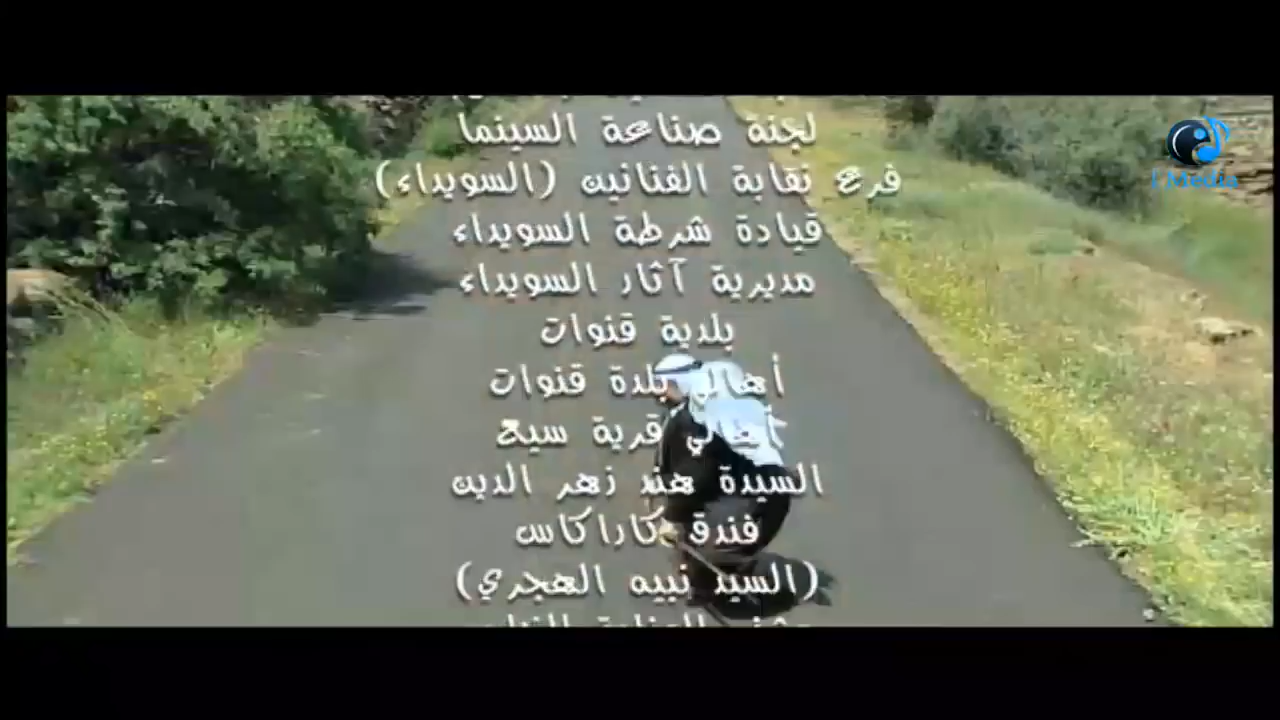 لجنة صناعة السينما
فرع نقابة الفنانين (السويداء)
قيادة شرطة السويداء
مديرية آثار السويداء
بلدية قنوات
أهالي بلدة قنوات
أهالي قرية سيع
السيدة هند زهر الدين
فندق كاراكاس
(السيد نبيه الهجري)
I Media